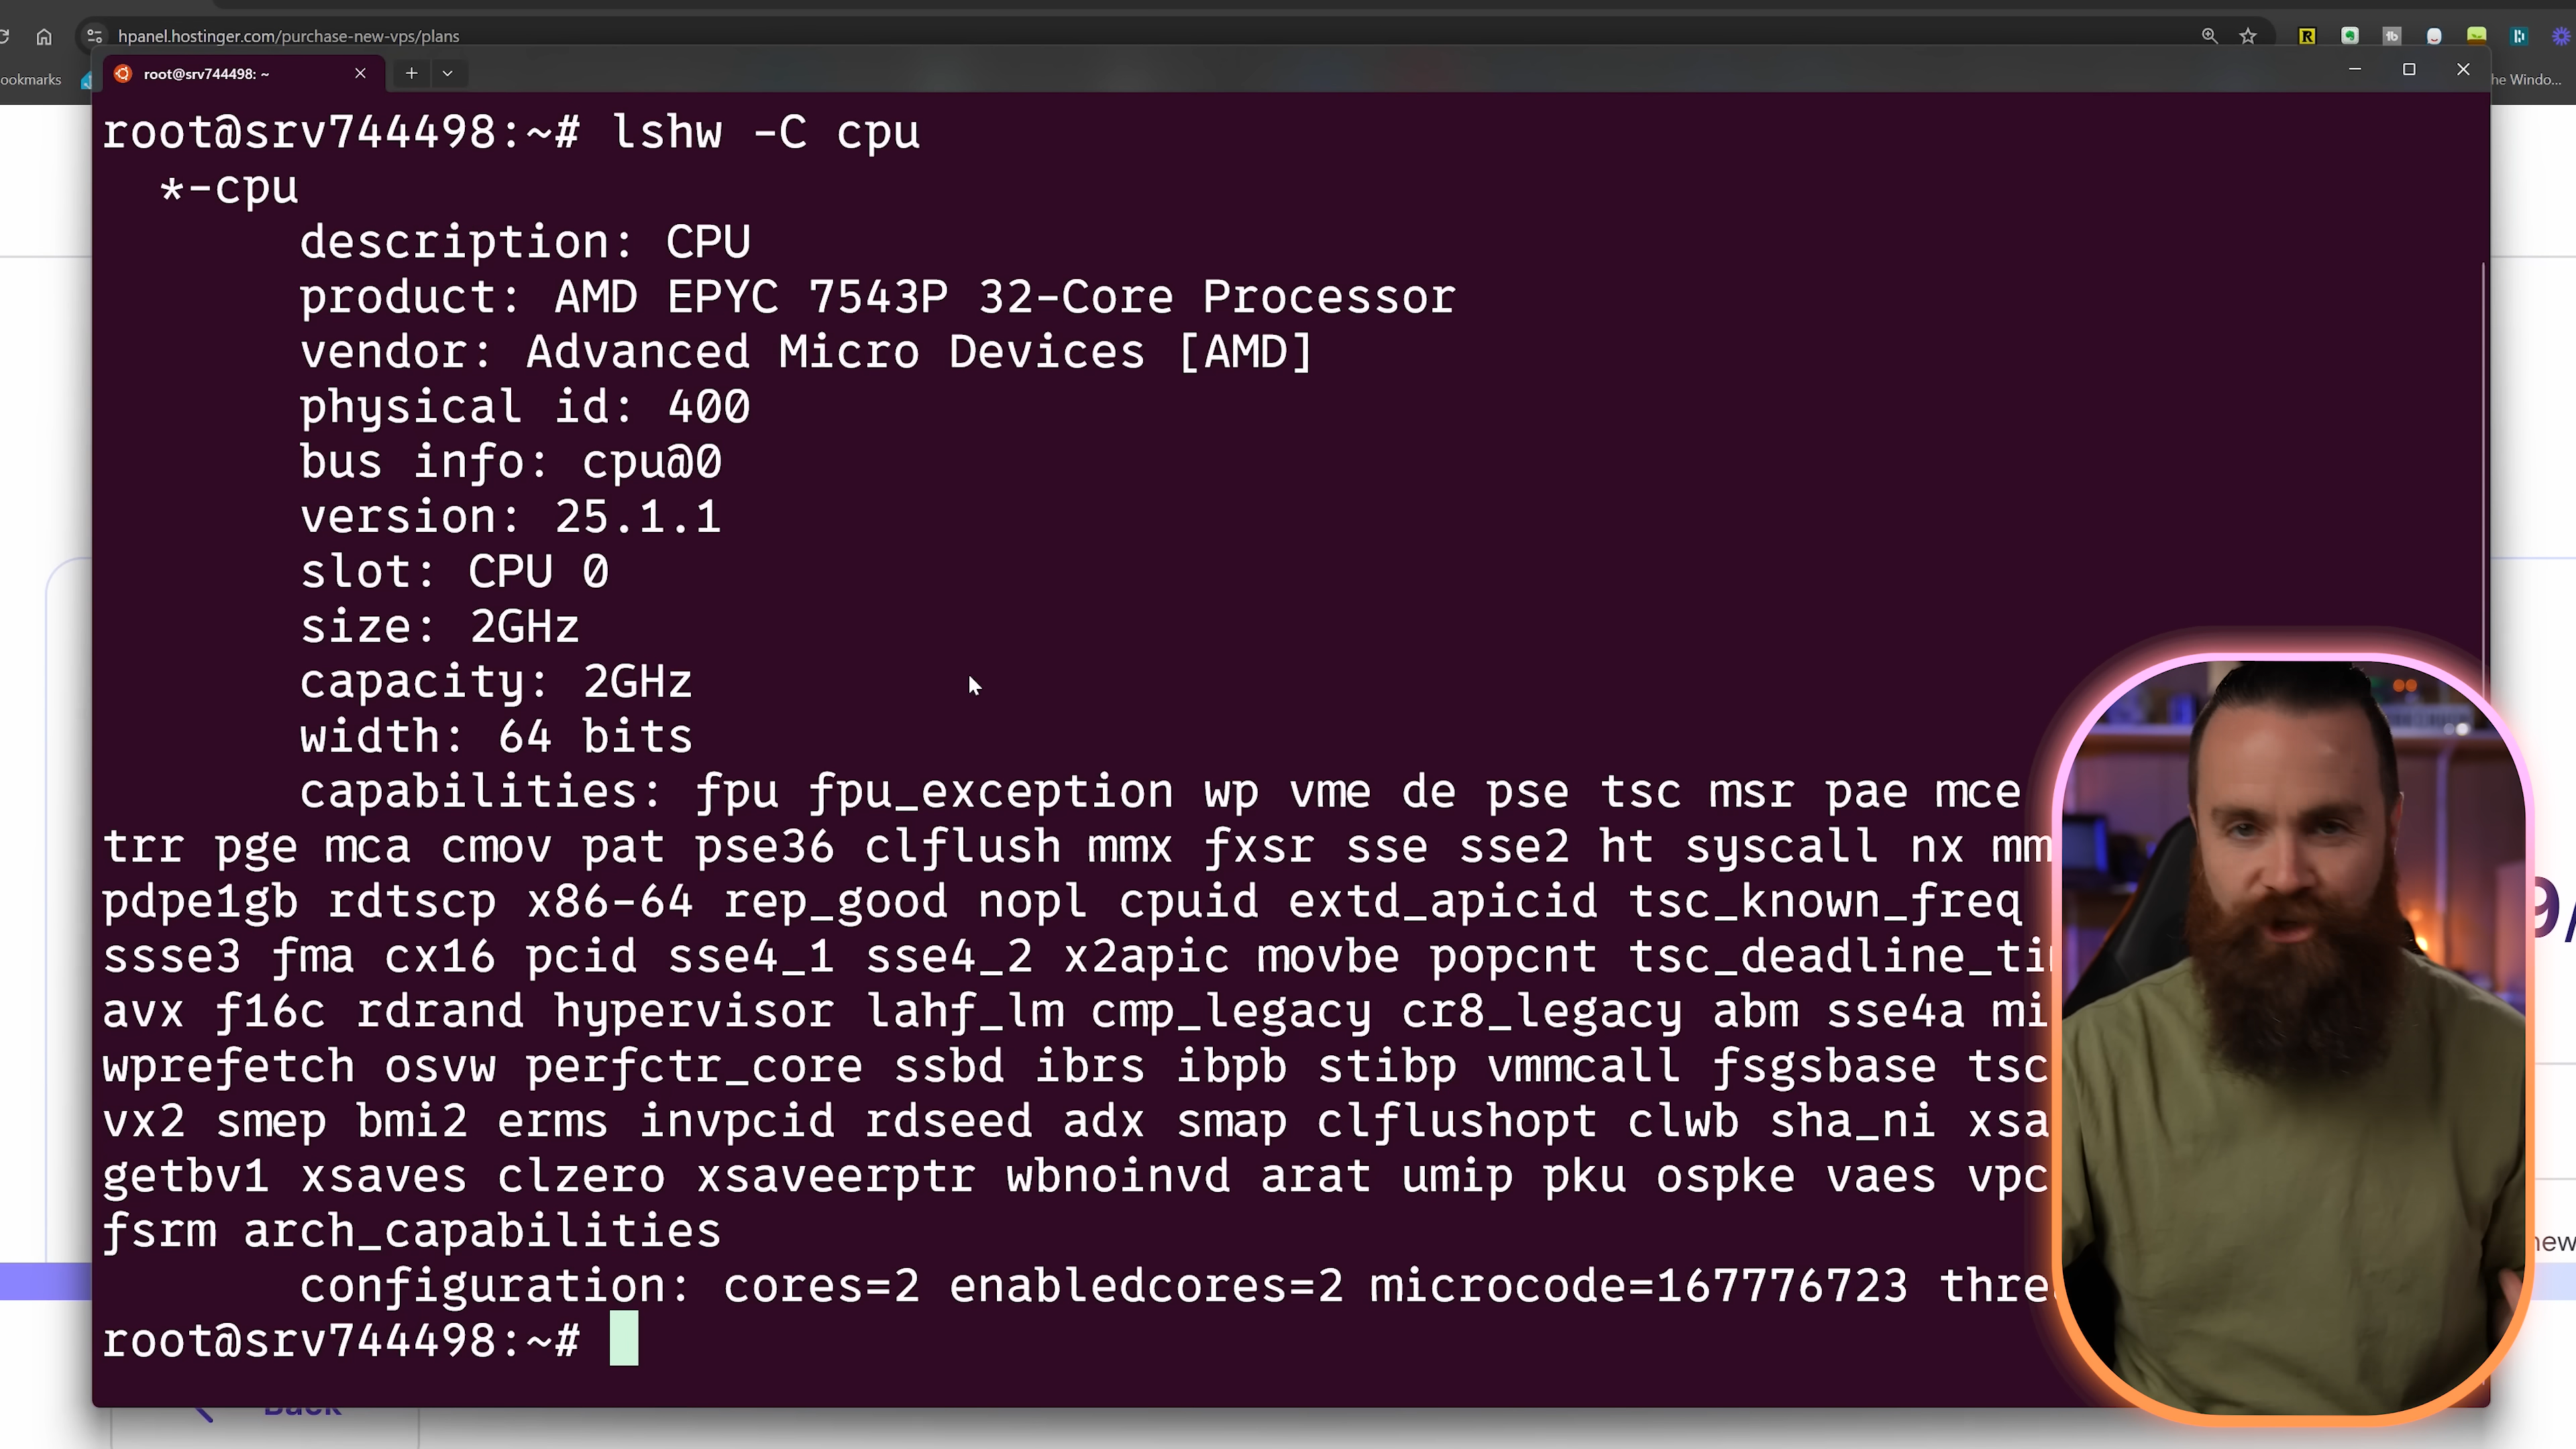 hpanel.hostinger.com/purchase-new-vps/plans
ookmarks
root@srv744498: ~
he Windo...
root@srv744498:~# lshw -C cpu
*-cpu
description: CPU
product: AMD EPYC 7543P 32-Core Processor
vendor: Advanced Micro Devices [AMD]
physical id: 400
bus info: cpu@0
version: 25.1.1
slot: CPU 0
size: 2GHz
capacity: 2GHz
width: 64 bits
capabilities: fpu fpu_exception wp vme de pse tsc msr pae mce
trr pge mca cmov pat pse36 clflush mmx fxsr sse sse2 ht syscall nx mm
pdpe1gb rdtscp x86-64 rep_good nopl cpuid extd_apicid tsc_known_freq
ssse3 fma cx16 pcid sse4_1 sse4_2 x2apic movbe popcnt tsc_deadline_ti
avx f16c rdrand hypervisor lahf_lm cmp_legacy cr8_legacy abm sse4a mi
wprefetch osvw perfctr_core ssbd ibrs ibpb stibp vmmcall fsgsbase tsc
vx2 smep bmi2 erms invpcid rdseed adx smap clflushopt clwb sha_ni xsa
getbv1 xsaves clzero xsaveerptr wbnoinvd arat umip pku ospke vaes vpc
fsrm arch_capabilities
configuration: cores=2 enabledcores=2 microcode=167776723 thre
root@srv744498:~#
9/
new
Back